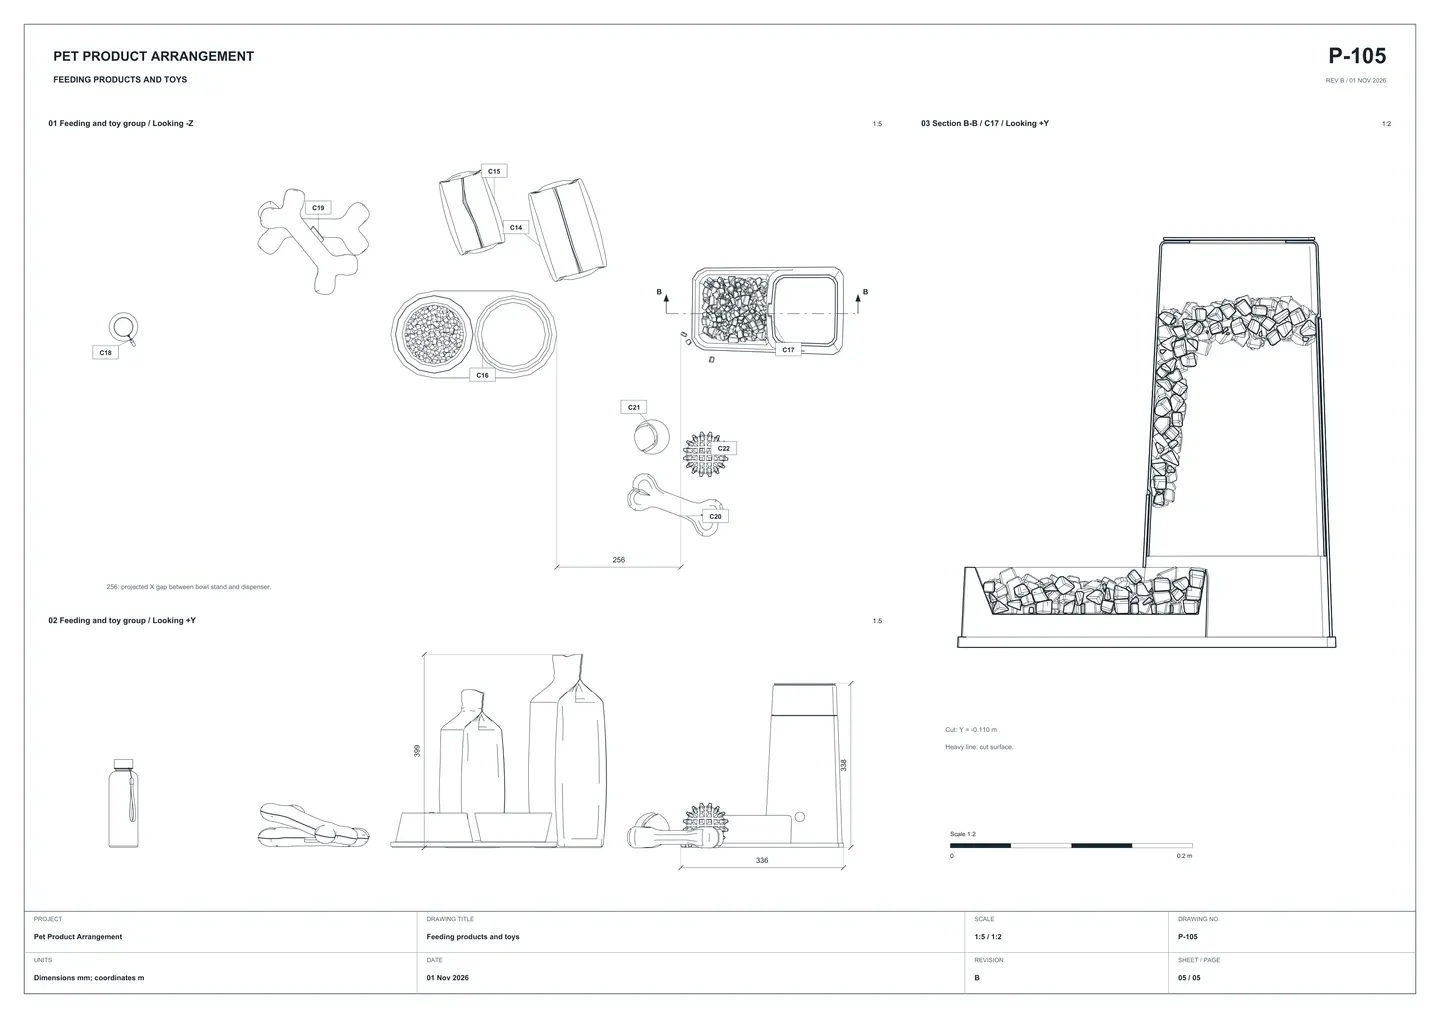 PET PRODUCT ARRANGEMENT
FEEDING PRODUCTS AND TOYS
P-105
REV B / 01 NOV 2026
01 Feeding and toy group / Looking -Z
1:5
03 Section B-B / C17 / Looking +Y
1:2
C15
C19
C14
B
B
C18
C17
C16
C21
C22
C20
256
256: projected X gap between bowl stand and dispenser.
02 Feeding and toy group / Looking +Y
1:5
399
338
336
Cut: Y = -0.110 m
Heavy line: cut surface.
Scale 1:2
0
0.2 m
PROJECT
Pet Product Arrangement
DRAWING TITLE
Feeding products and toys
SCALE
1:5 / 1:2
DRAWING NO.
P-105
UNITS
Dimensions mm; coordinates m
DATE
01 Nov 2026
REVISION
B
SHEET / PAGE
05 / 05